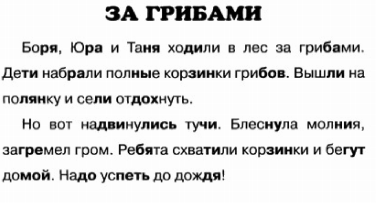 ЗА ГРИБАМИ
Боря, Юра и Таня ходили в лес за грибами.
Дети набрали полные корзинки грибов. Вышли на
полянку и сели отдохнуть.
Но вот надвинулись тучи. Блеснула молния,
загремел гром. Ребята схватили корзинки и бегут
домой. Надо успеть до дождя!